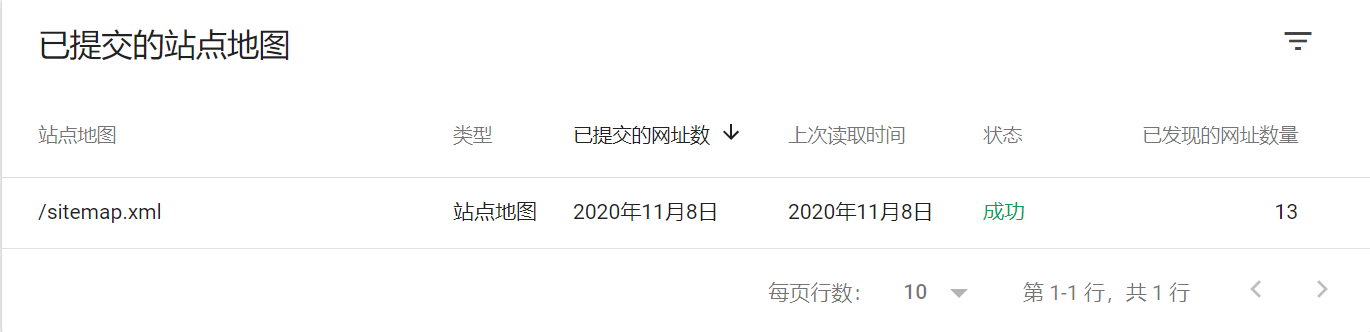 已提交的站点地图
站点地图 类型 已提交的网址数 上次读取时间 状态 已发现的网址数量
/sitemap.xml 站点地图 2020年11月8日 2020年11月8日 成功 13
每页行数： 10 第 1-1 行，共 1 行